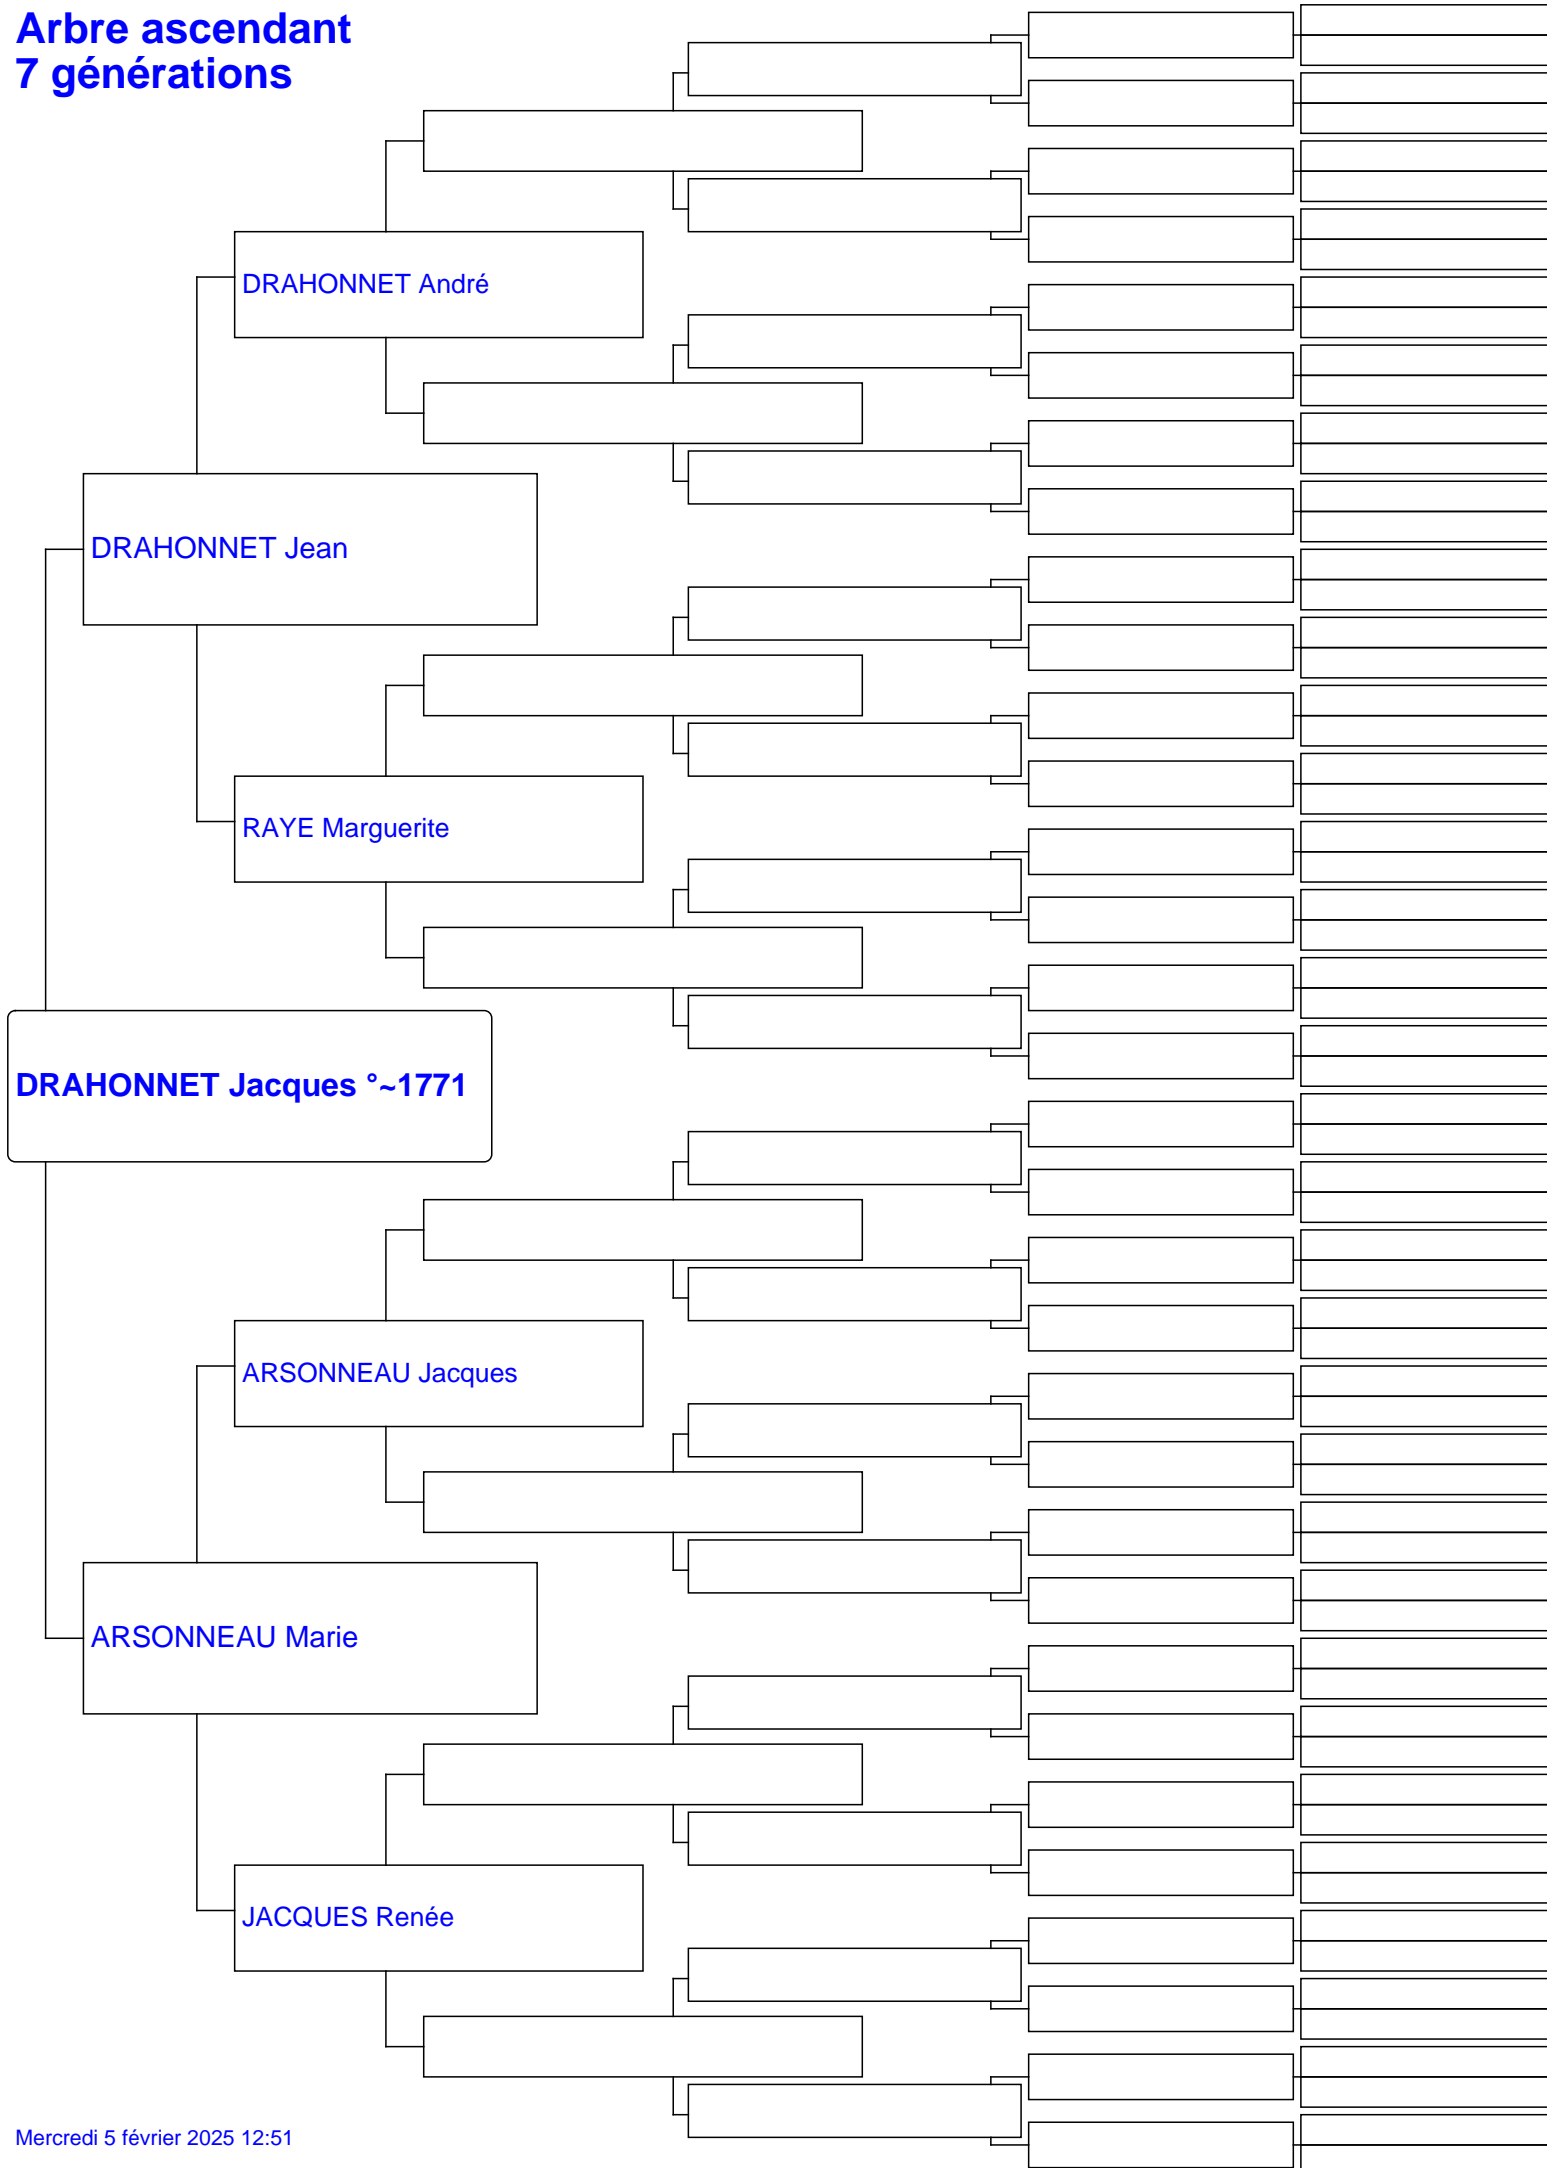 Arbre ascendant
7 générations
DRAHONNET André
DRAHONNET Jean
RAYE Marguerite
DRAHONNET Jacques °~1771
ARSONNEAU Jacques
ARSONNEAU Marie
JACQUES Renée
Mercredi 5 février 2025 12:51